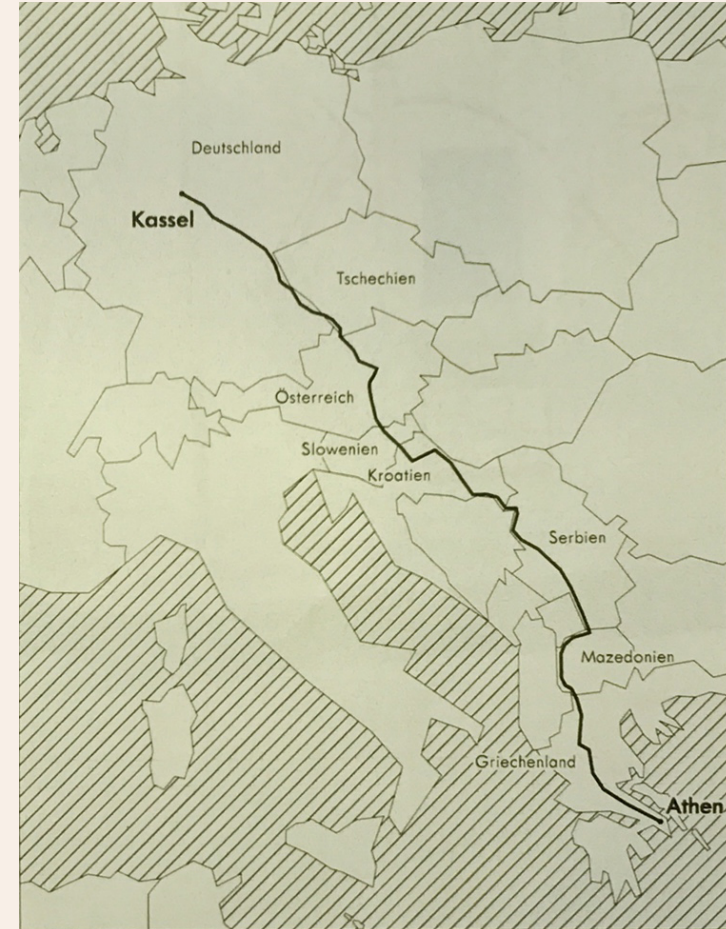 Deutschland
Kassel
Tschechien
Österreich
Slowenien
Kroatien
Serbien
Mazedonien
Griechenland
Athen